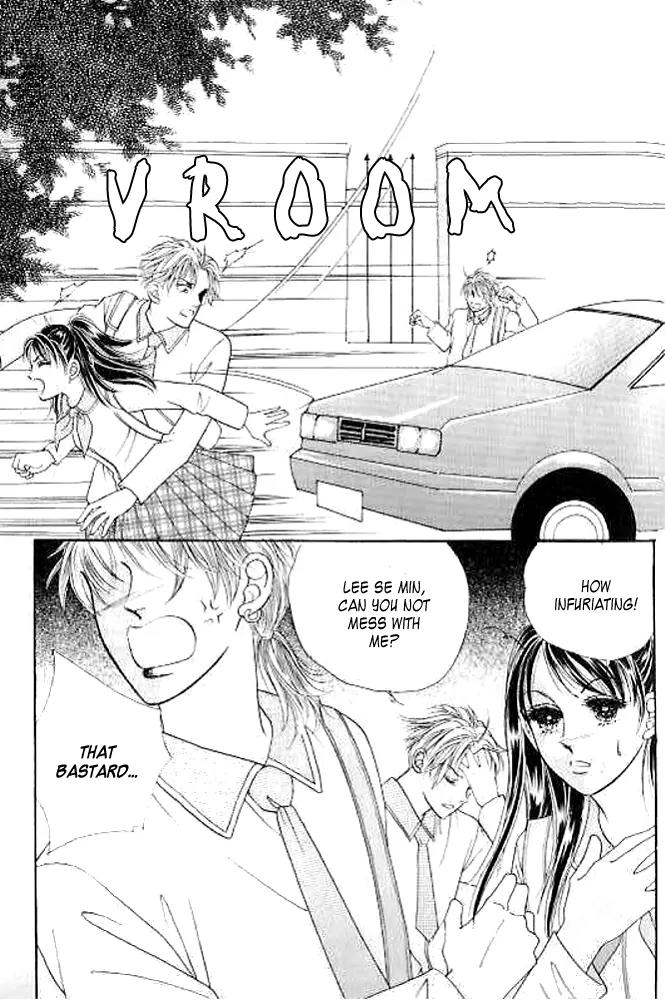 VROOM
LEE SE MIN,
CAN YOU NOT
MESS WITH
ME?
HOW
INFURIATING!
THAT
BASTARD...